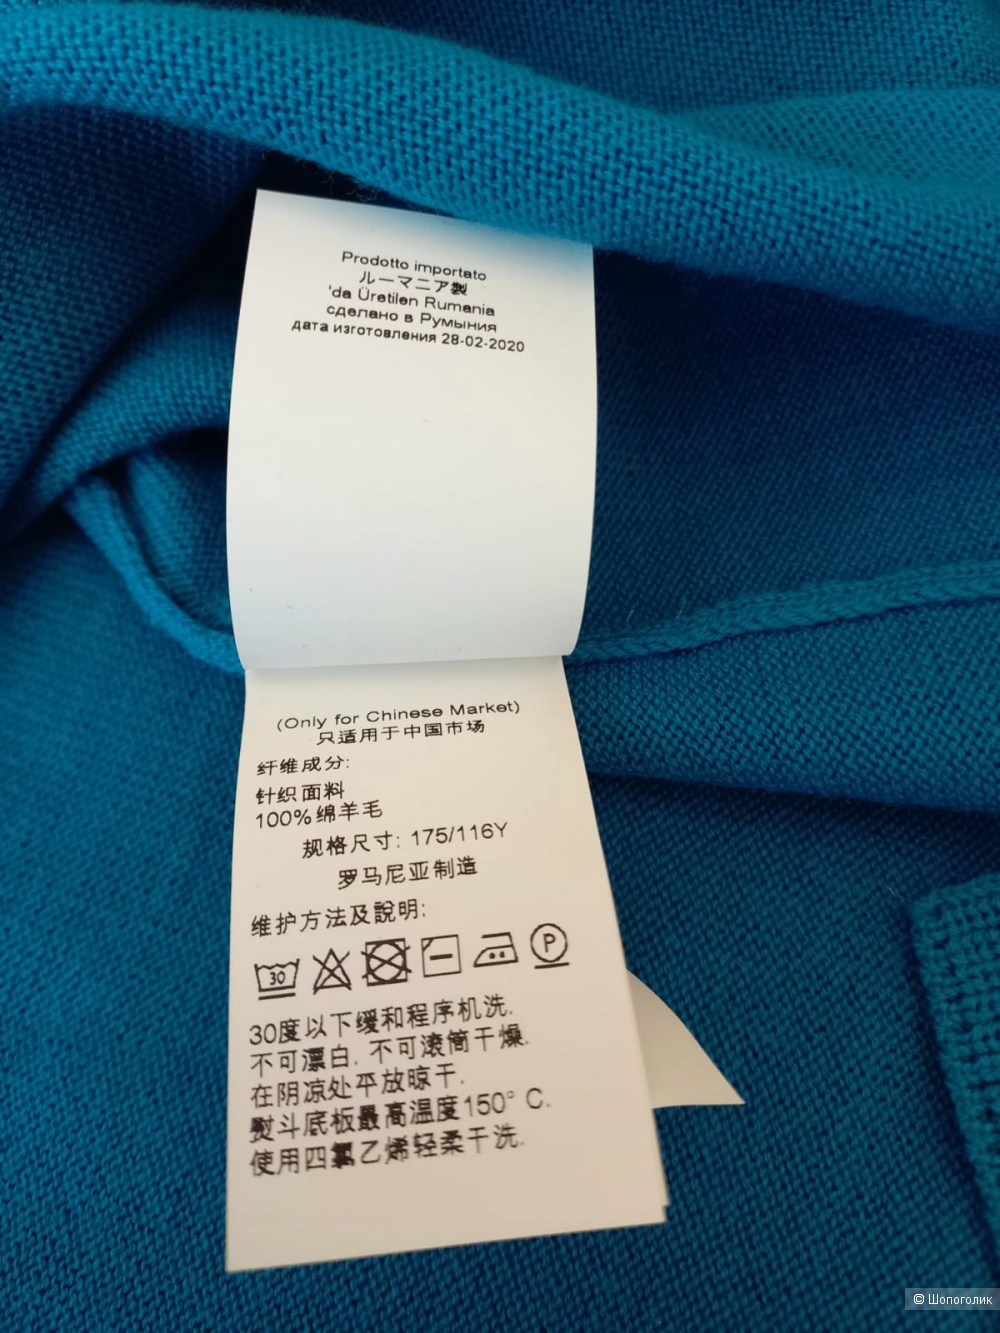 Prodotto importato
ルーマニア製
'da Üretilen Rumania
сделано в Румыния
дата изготовления 28-02-2020
(Only for Chinese Market)
只适用于中国市场
纤维成分:
针织面料
100%绵羊毛
规格尺寸: 175/116Y
罗马尼亚制造
维护方法及說明:
30
P
30度以下缓和程序机洗.
不可漂白. 不可滚筒干燥.
在阴凉处平放晾干.
熨斗底板最高温度150° C.
使用四氯乙烯轻柔干洗.
© Шопоголик